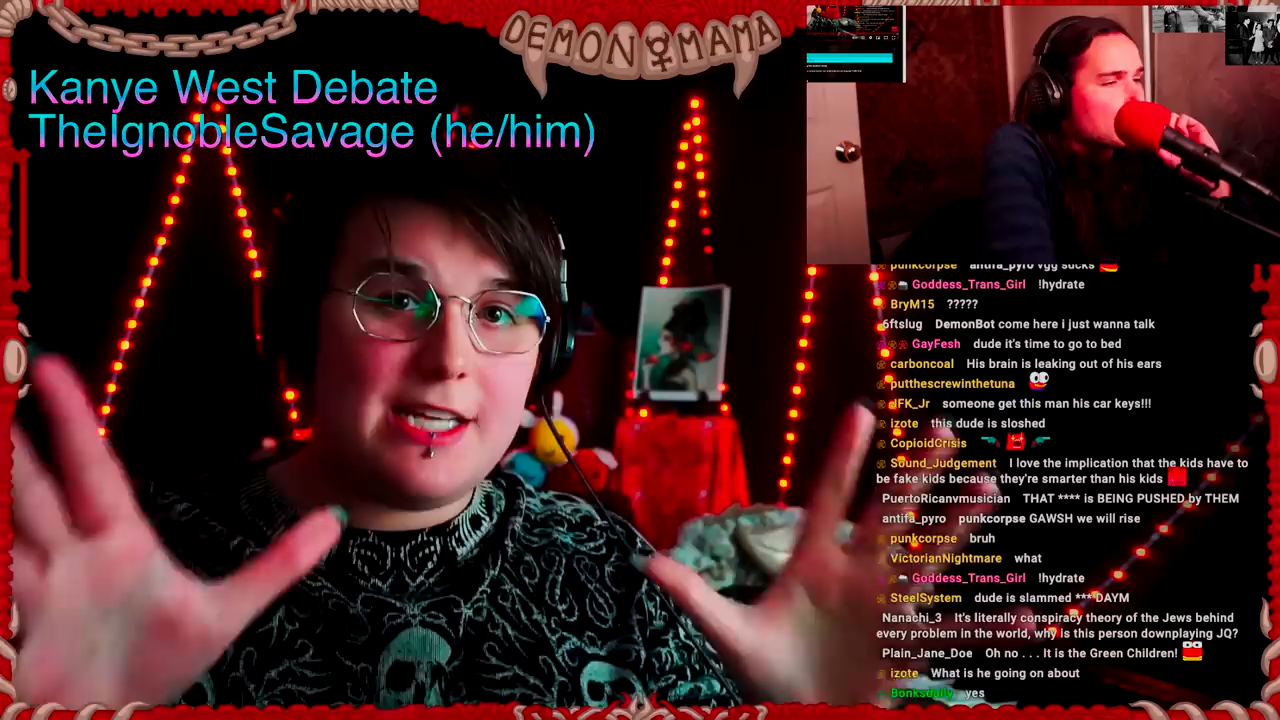 DEMON MAMA
Kanye West Debate
TheIgnobleSavage (he/him)
punkcorpse antifa_pyro vgg sucks
Goddess_Trans_Girl !hydrate
BryM15 ?????
6ftslug DemonBot come here i just wanna talk
GayFesh dude it's time to go to bed
carboncoal His brain is leaking out of his ears
putthescrewinthetuna
JFK_Jr someone get this man his car keys!!!
izote this dude is sloshed
CopioidCrisis
Sound_Judgement I love the implication that the kids have to
be fake kids because they're smarter than his kids
PuertoRicanvmusician THAT **** is BEING PUSHED by THEM
antifa_pyro punkcorpse GAWSH we will rise
punkcorpse bruh
VictorianNightmare what
Goddess_Trans_Girl !hydrate
SteelSystem dude is slammed ***DAYM
Nanachi_3 It's literally conspiracy theory of the Jews behind
every problem in the world, why is this person downplaying JQ?
Plain_Jane_Doe Oh no . . . It is the Green Children!
izote What is he going on about
Bonksdaily yes